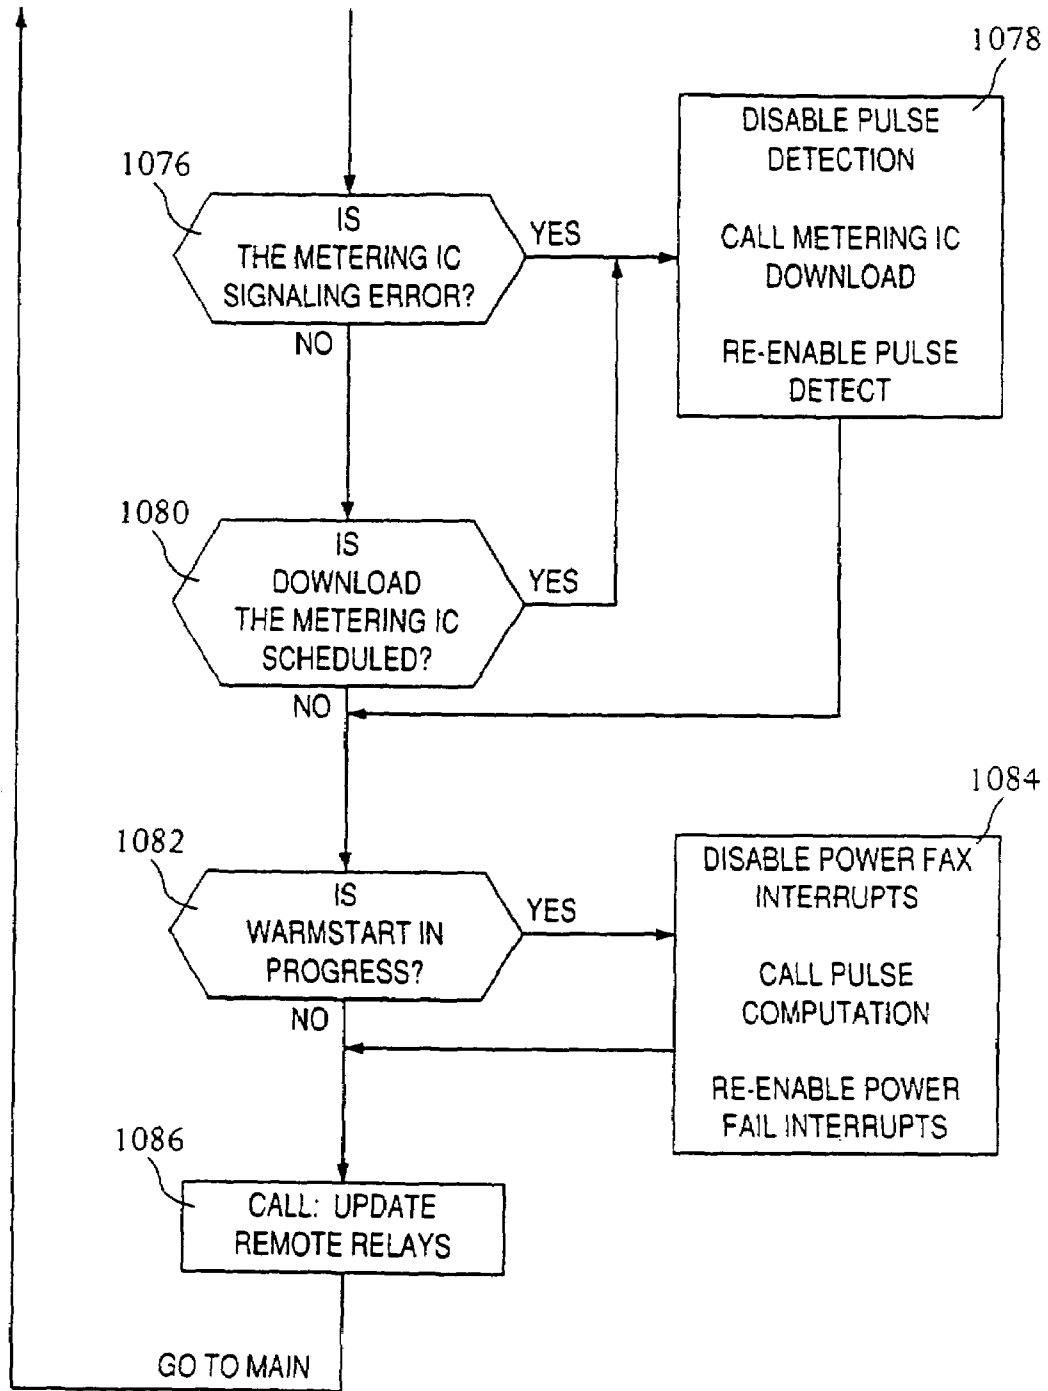 1078
DISABLE PULSE
DETECTION
CALL METERING IC
DOWNLOAD
RE-ENABLE PULSE
DETECT
1076
IS
THE METERING IC
SIGNALING ERROR?
YES
NO
1080
IS
DOWNLOAD
THE METERING IC
SCHEDULED?
YES
NO
1084
DISABLE POWER FAX
INTERRUPTS
CALL PULSE
COMPUTATION
RE-ENABLE POWER
FAIL INTERRUPTS
1082
IS
WARMSTART IN
PROGRESS?
YES
NO
1086
CALL: UPDATE
REMOTE RELAYS
GO TO MAIN